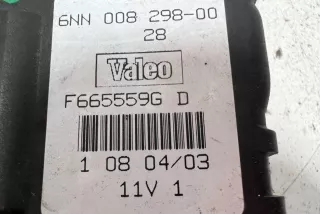 6NN 008 298-00
28
Valeo
F665559G D
1 08 04/03
11V 1